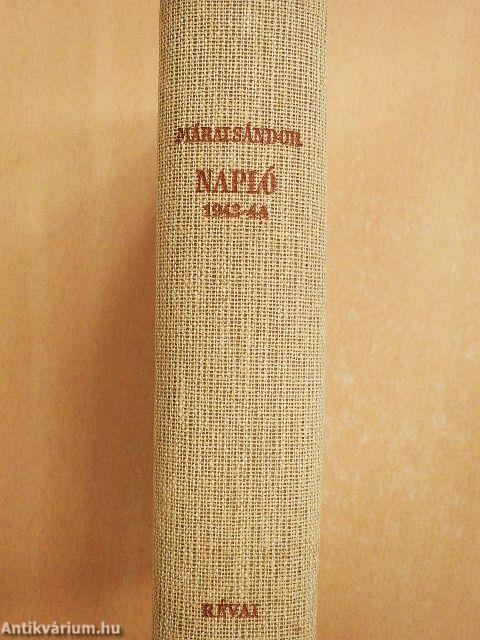 MÁRAI SÁNDOR
NAPLÓ
1943-44
RÉVAI
Antikvárium.hu